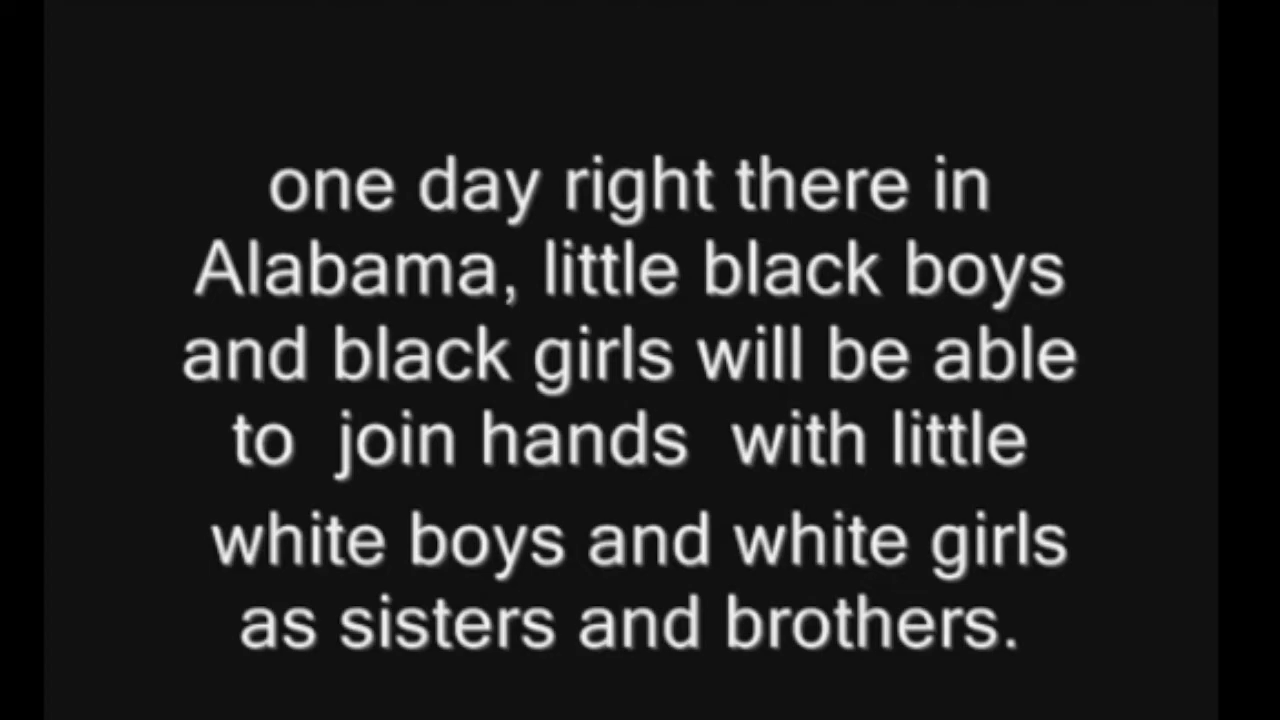 one day right there in
Alabama, little black boys
and black girls will be able
to  join hands  with little
white boys and white girls
as sisters and brothers.